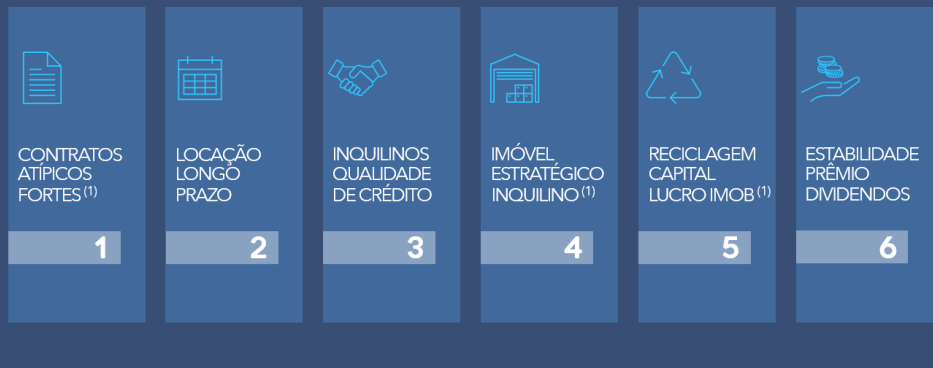 CONTRATOS
ATÍPICOS
FORTES (1)
1
LOCAÇÃO
LONGO
PRAZO
2
INQUILINOS
QUALIDADE
DE CRÉDITO
3
IMÓVEL
ESTRATÉGICO
INQUILINO (1)
4
RECICLAGEM
CAPITAL
LUCRO IMOB (1)
5
ESTABILIDADE
PRÊMIO
DIVIDENDOS
6